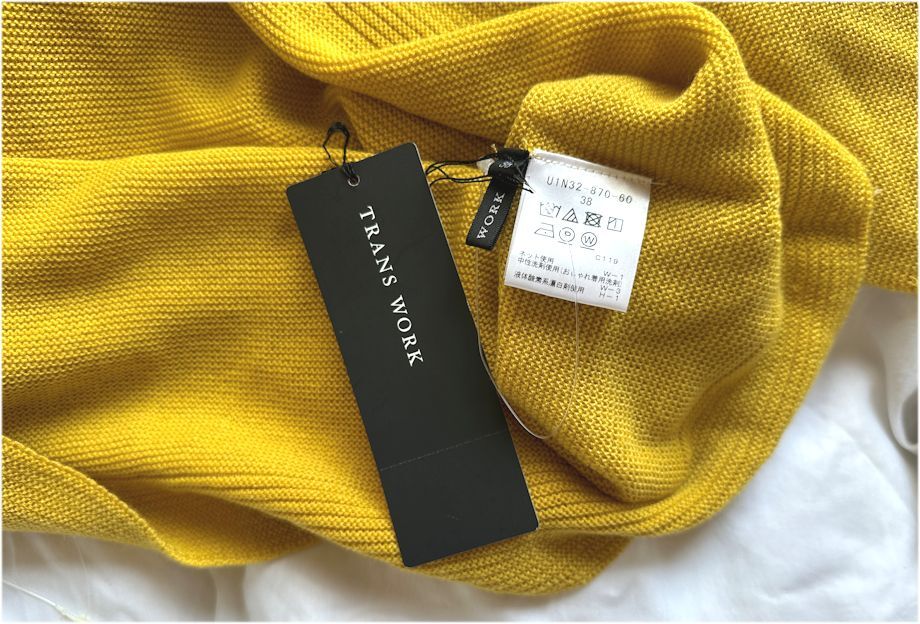 TRANS WORK
WORK
U1N32-870-60
38
C119
ネット使用 W-1
中性洗剤使用(おしゃれ着用洗剤) W-3
液体酸素系漂白剤使用 H-1